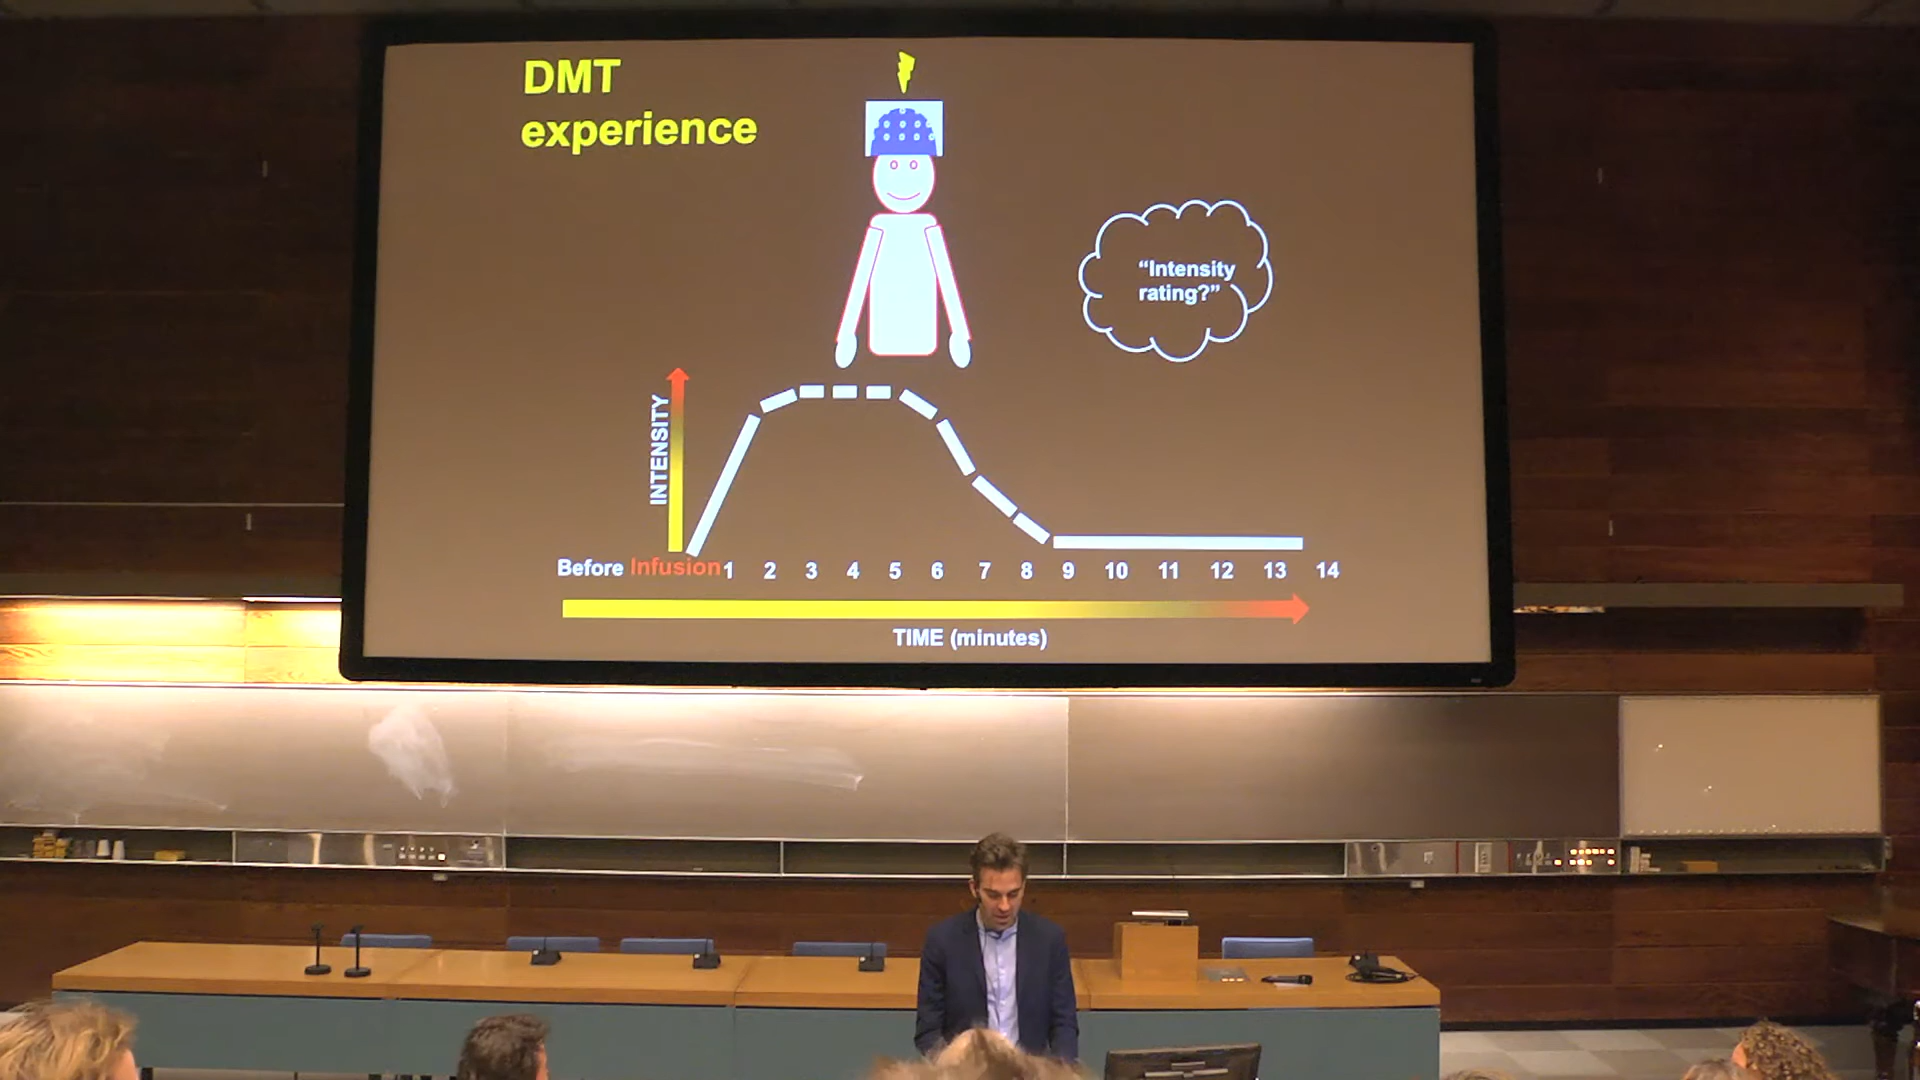 DMT
experience
“Intensity
rating?”
INTENSITY
Before Infusion 1 2 3 4 5 6 7 8 9 10 11 12 13 14
TIME (minutes)